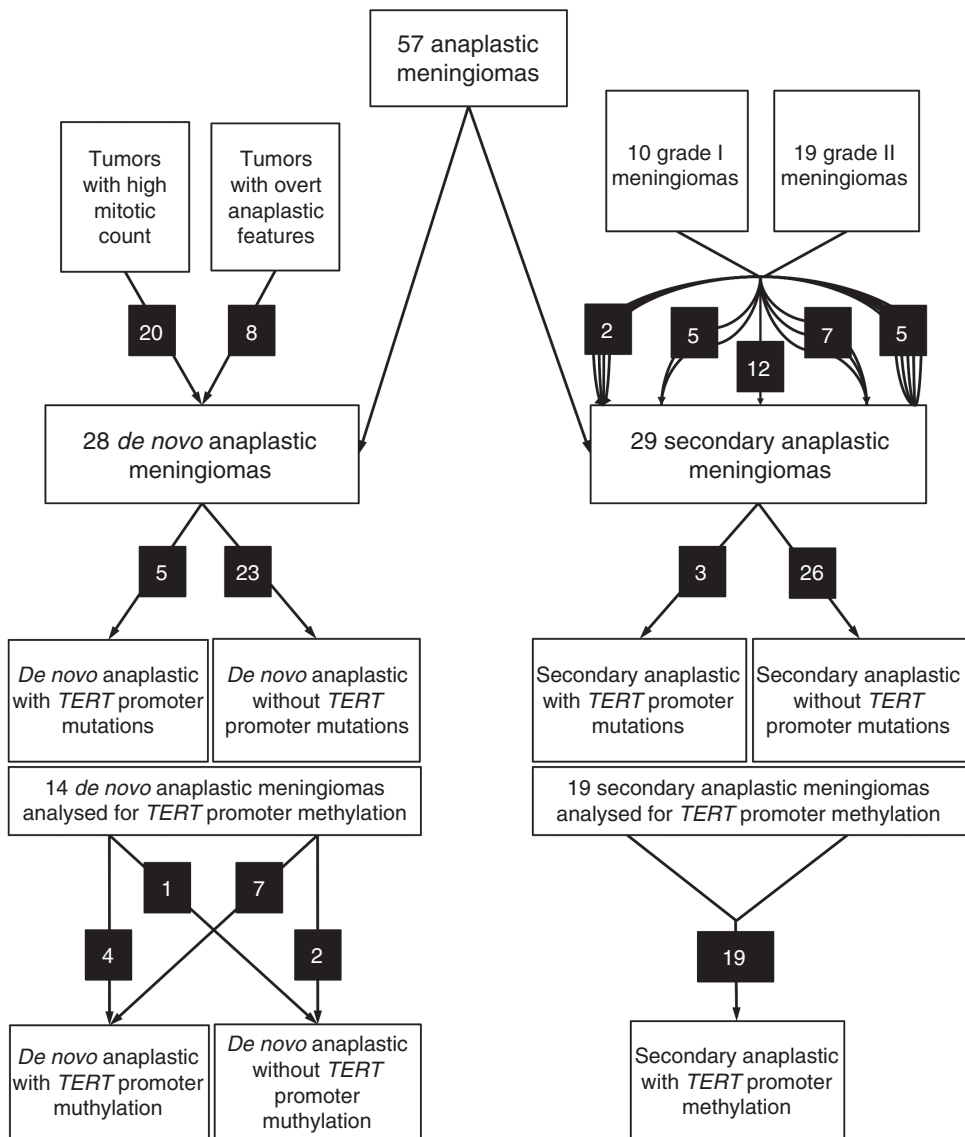 57 anaplastic
meningiomas
Tumors
with high
mitotic
count
Tumors
with overt
anaplastic
features
10 grade I
meningiomas
19 grade II
meningiomas
20
8
2
5
12
7
5
28 de novo anaplastic
meningiomas
29 secondary anaplastic
meningiomas
5
23
3
26
De novo anaplastic
with TERT promoter
mutations
De novo anaplastic
without TERT
promoter mutations
Secondary anaplastic
with TERT promoter
mutations
Secondary anaplastic
without TERT
promoter mutations
14 de novo anaplastic meningiomas
analysed for TERT promoter methylation
19 secondary anaplastic meningiomas
analysed for TERT promoter methylation
1
7
4
2
19
De novo anaplastic
with TERT promoter
muthylation
De novo anaplastic
without TERT
promoter
muthylation
Secondary anaplastic
with TERT promoter
methylation